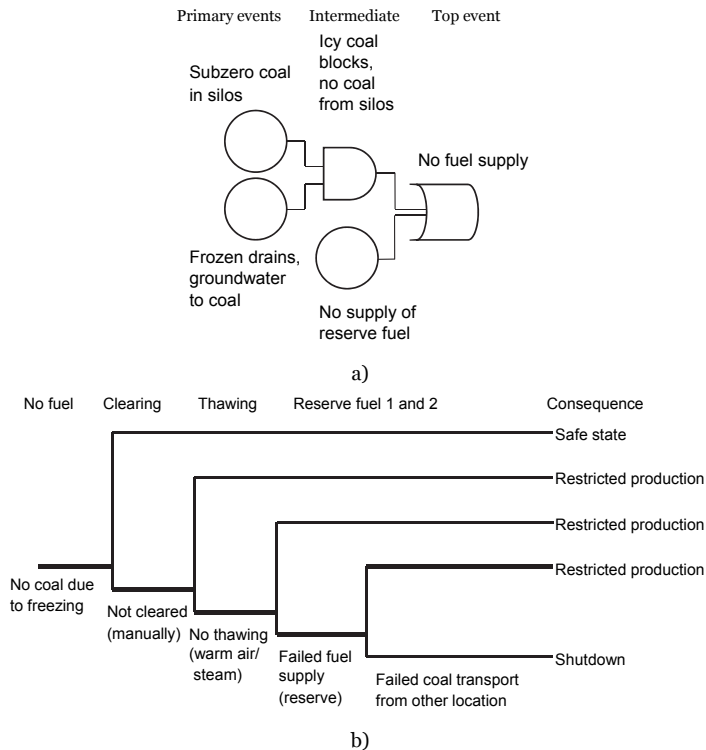 Primary events Intermediate Top event
Icy coal
blocks,
no coal
from silos
Subzero coal
in silos
No fuel supply
Frozen drains,
groundwater
to coal
No supply of
reserve fuel
a)
No fuel Clearing Thawing Reserve fuel 1 and 2 Consequence
Safe state
Restricted production
Restricted production
Restricted production
No coal due
to freezing
Not cleared
(manually)
No thawing
(warm air/
steam)
Failed fuel
supply
(reserve)
Shutdown
Failed coal transport
from other location
b)